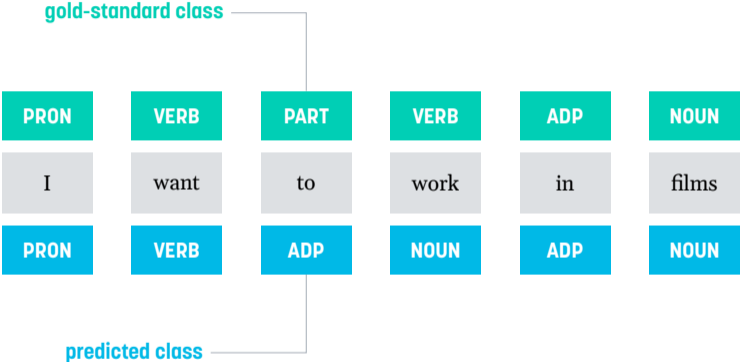 gold-standard class
PRON VERB PART VERB ADP NOUN
I want to work in films
PRON VERB ADP NOUN ADP NOUN
predicted class